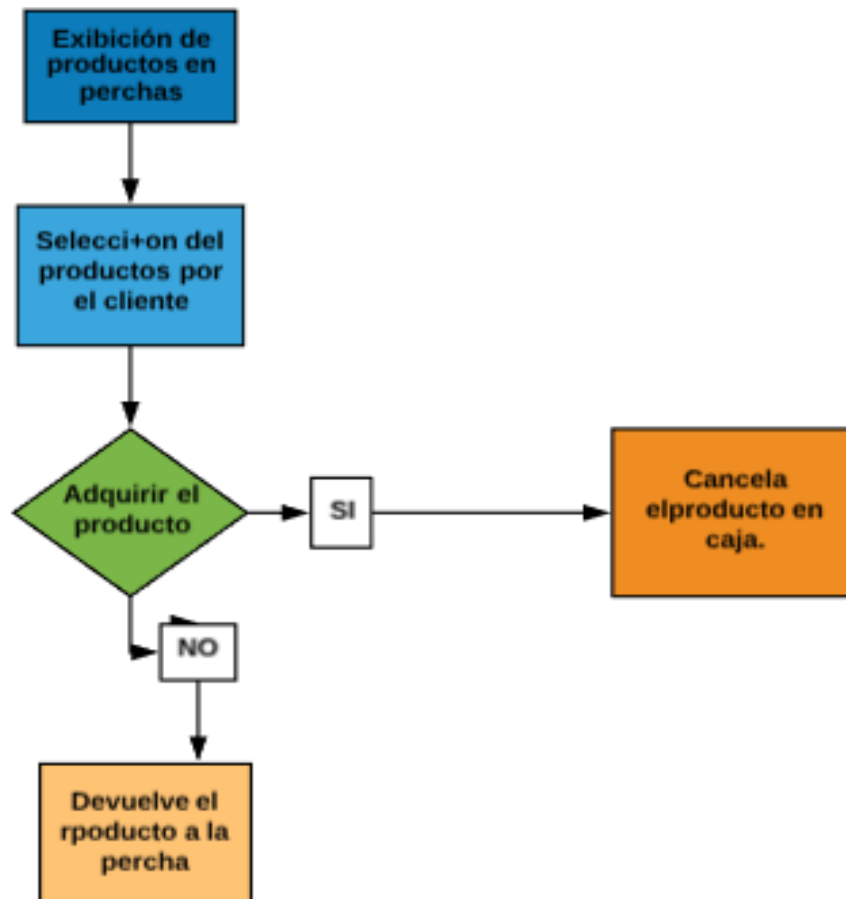 Exibición de
productos en
perchas
Selecci+on del
productos por
el cliente
Adquirir el
producto
SI
Cancela
elproducto en
caja.
NO
Devuelve el
rpoducto a la
percha